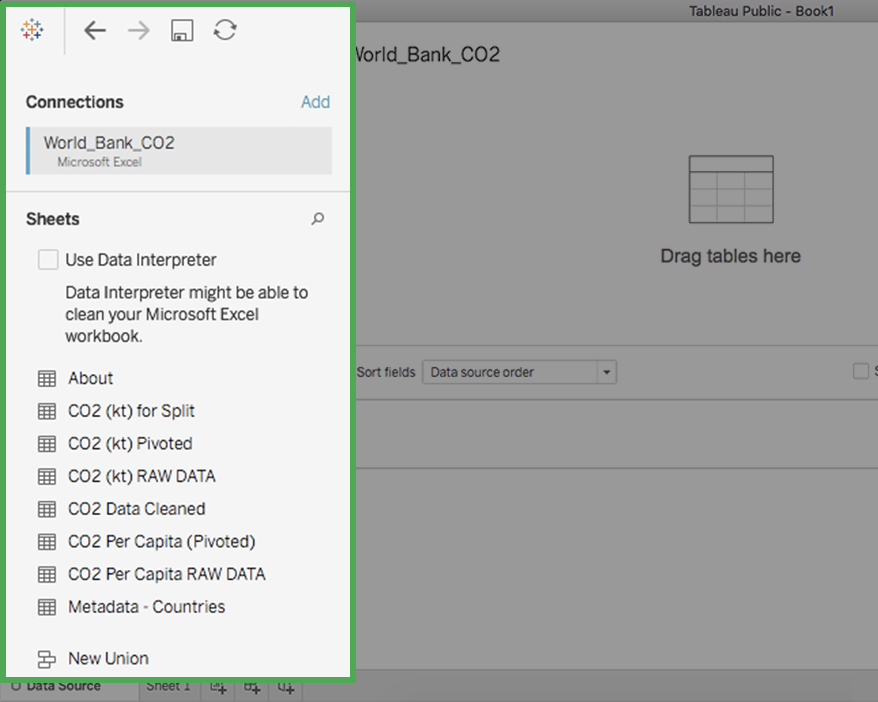 Tableau Public - Book1
World_Bank_CO2
Connections
Add
World_Bank_CO2
Microsoft Excel
Sheets
Use Data Interpreter
Data Interpreter might be able to
clean your Microsoft Excel
workbook.
About
CO2 (kt) for Split
CO2 (kt) Pivoted
CO2 (kt) RAW DATA
CO2 Data Cleaned
CO2 Per Capita (Pivoted)
CO2 Per Capita RAW DATA
Metadata - Countries
New Union
Drag tables here
Sort fields
Data source order
Data Source
Sheet 1